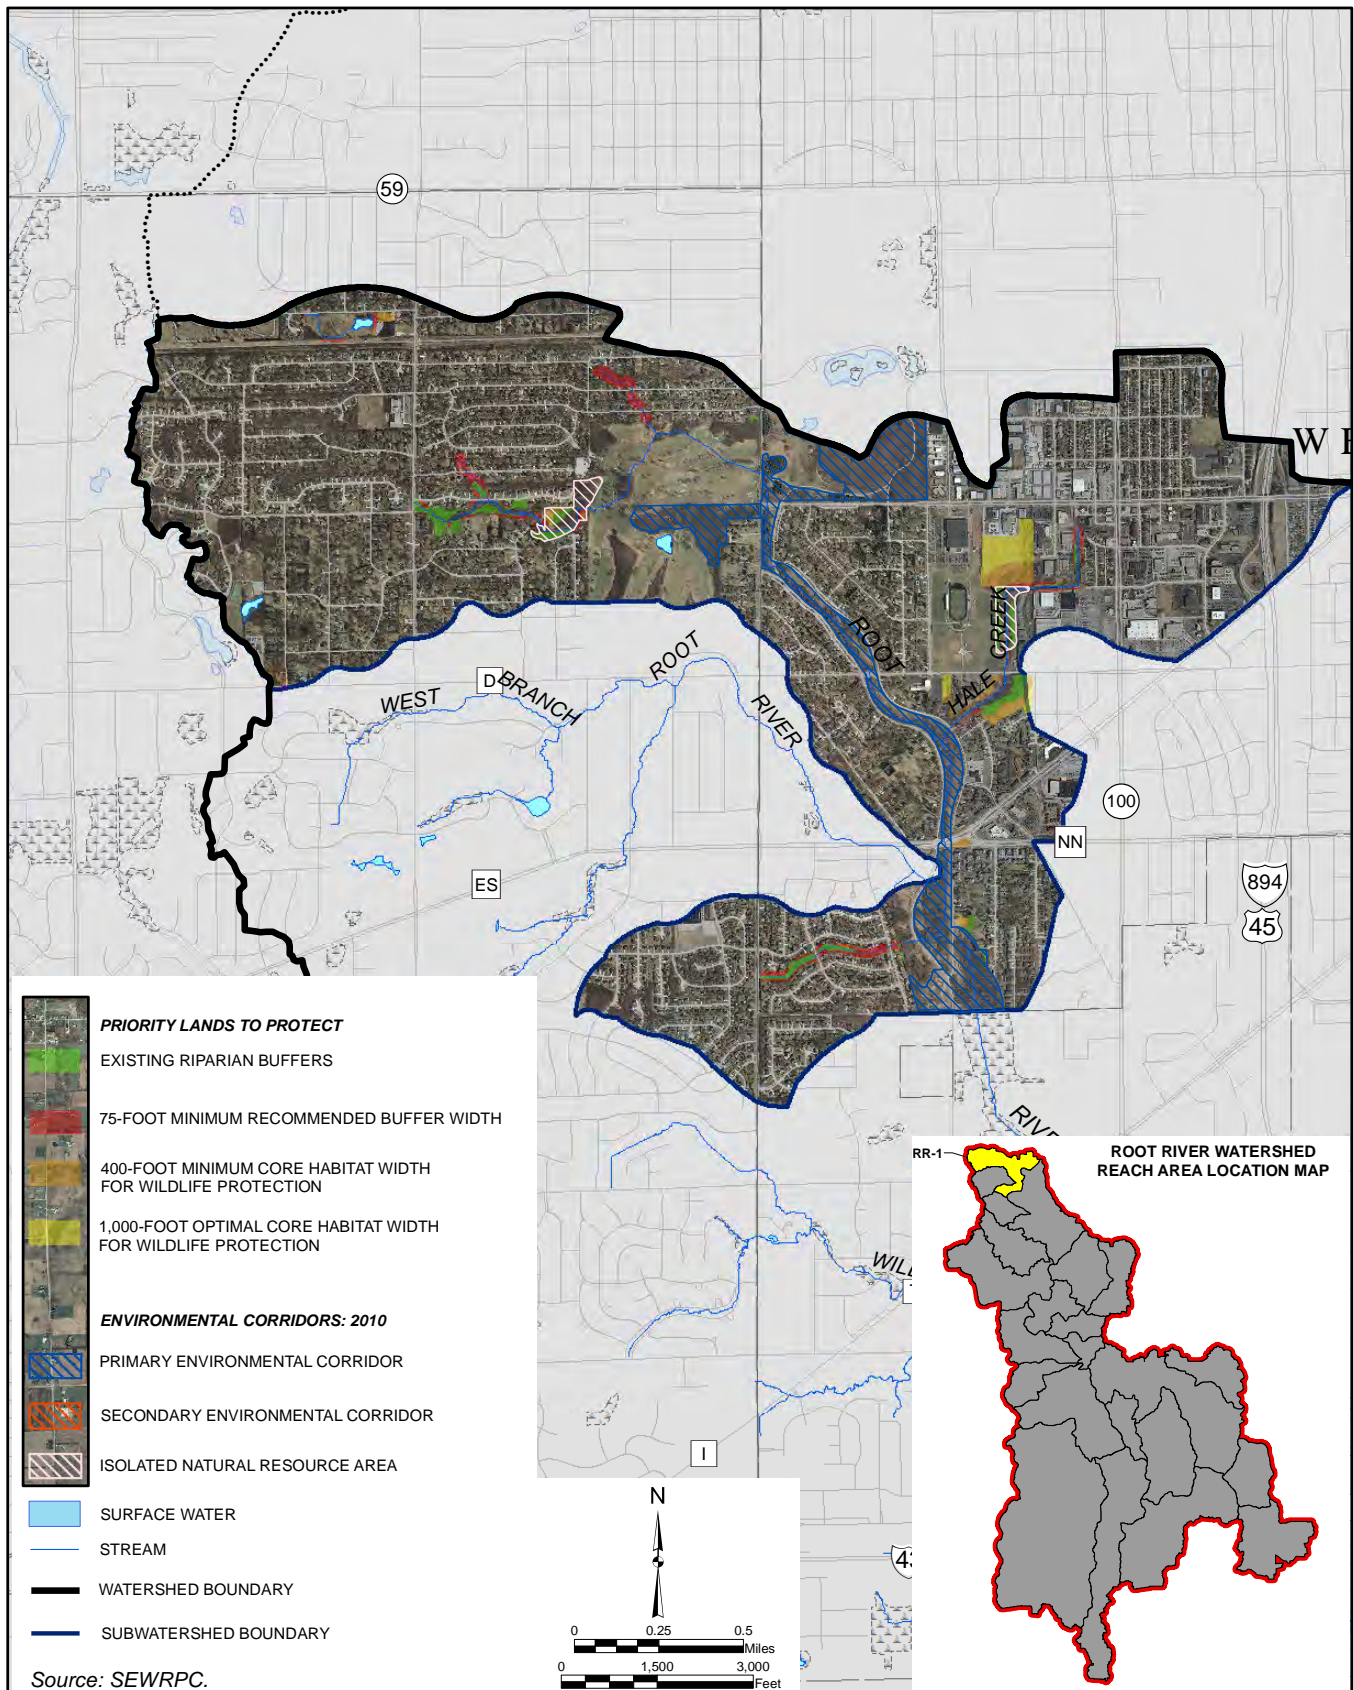 59
W
WEST
D
BRANCH
ROOT
RIVER
ROOT
HALE
CREEK
100
NN
ES
894
45
PRIORITY LANDS TO PROTECT
EXISTING RIPARIAN BUFFERS
75-FOOT MINIMUM RECOMMENDED BUFFER WIDTH
400-FOOT MINIMUM CORE HABITAT WIDTH
FOR WILDLIFE PROTECTION
1,000-FOOT OPTIMAL CORE HABITAT WIDTH
FOR WILDLIFE PROTECTION
ENVIRONMENTAL CORRIDORS: 2010
PRIMARY ENVIRONMENTAL CORRIDOR
SECONDARY ENVIRONMENTAL CORRIDOR
ISOLATED NATURAL RESOURCE AREA
SURFACE WATER
STREAM
WATERSHED BOUNDARY
SUBWATERSHED BOUNDARY
Source: SEWRPC.
I
N
0 0.25 0.5
Miles
0 1,500 3,000
Feet
43
ROOT RIVER WATERSHED
REACH AREA LOCATION MAP
RR-1